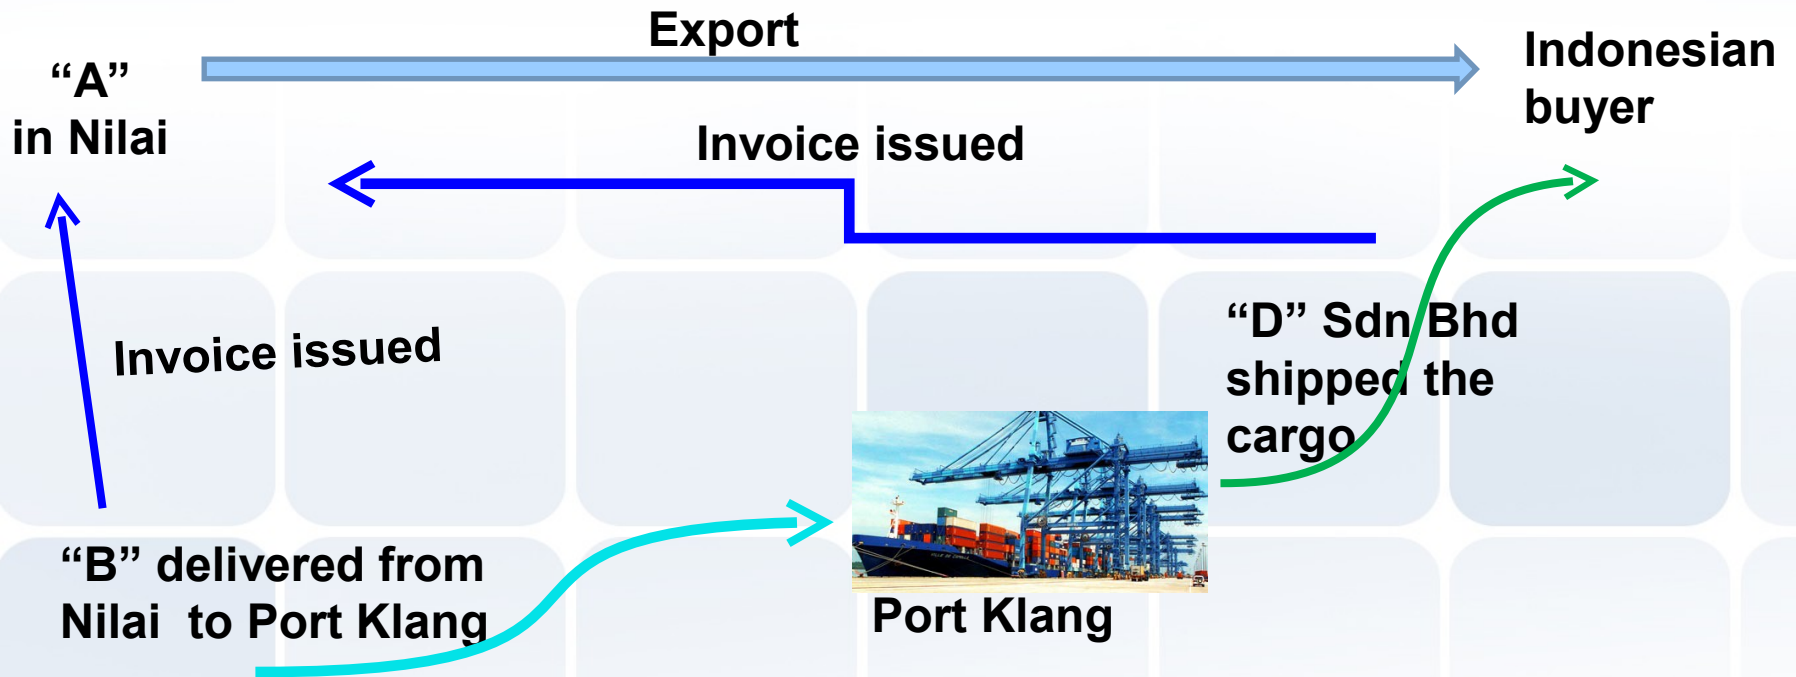 Export
“A”
in Nilai
Indonesian
buyer
Invoice issued
Invoice issued
“D” Sdn Bhd
shipped the
cargo
“B” delivered from
Nilai  to Port Klang
Port Klang